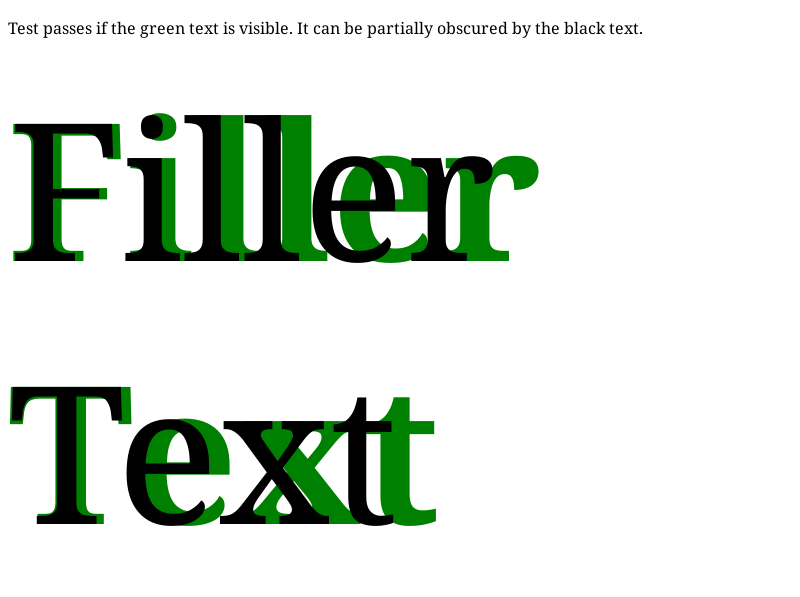 Test passes if the green text is visible. It can be partially obscured by the black text.
Filler
Text